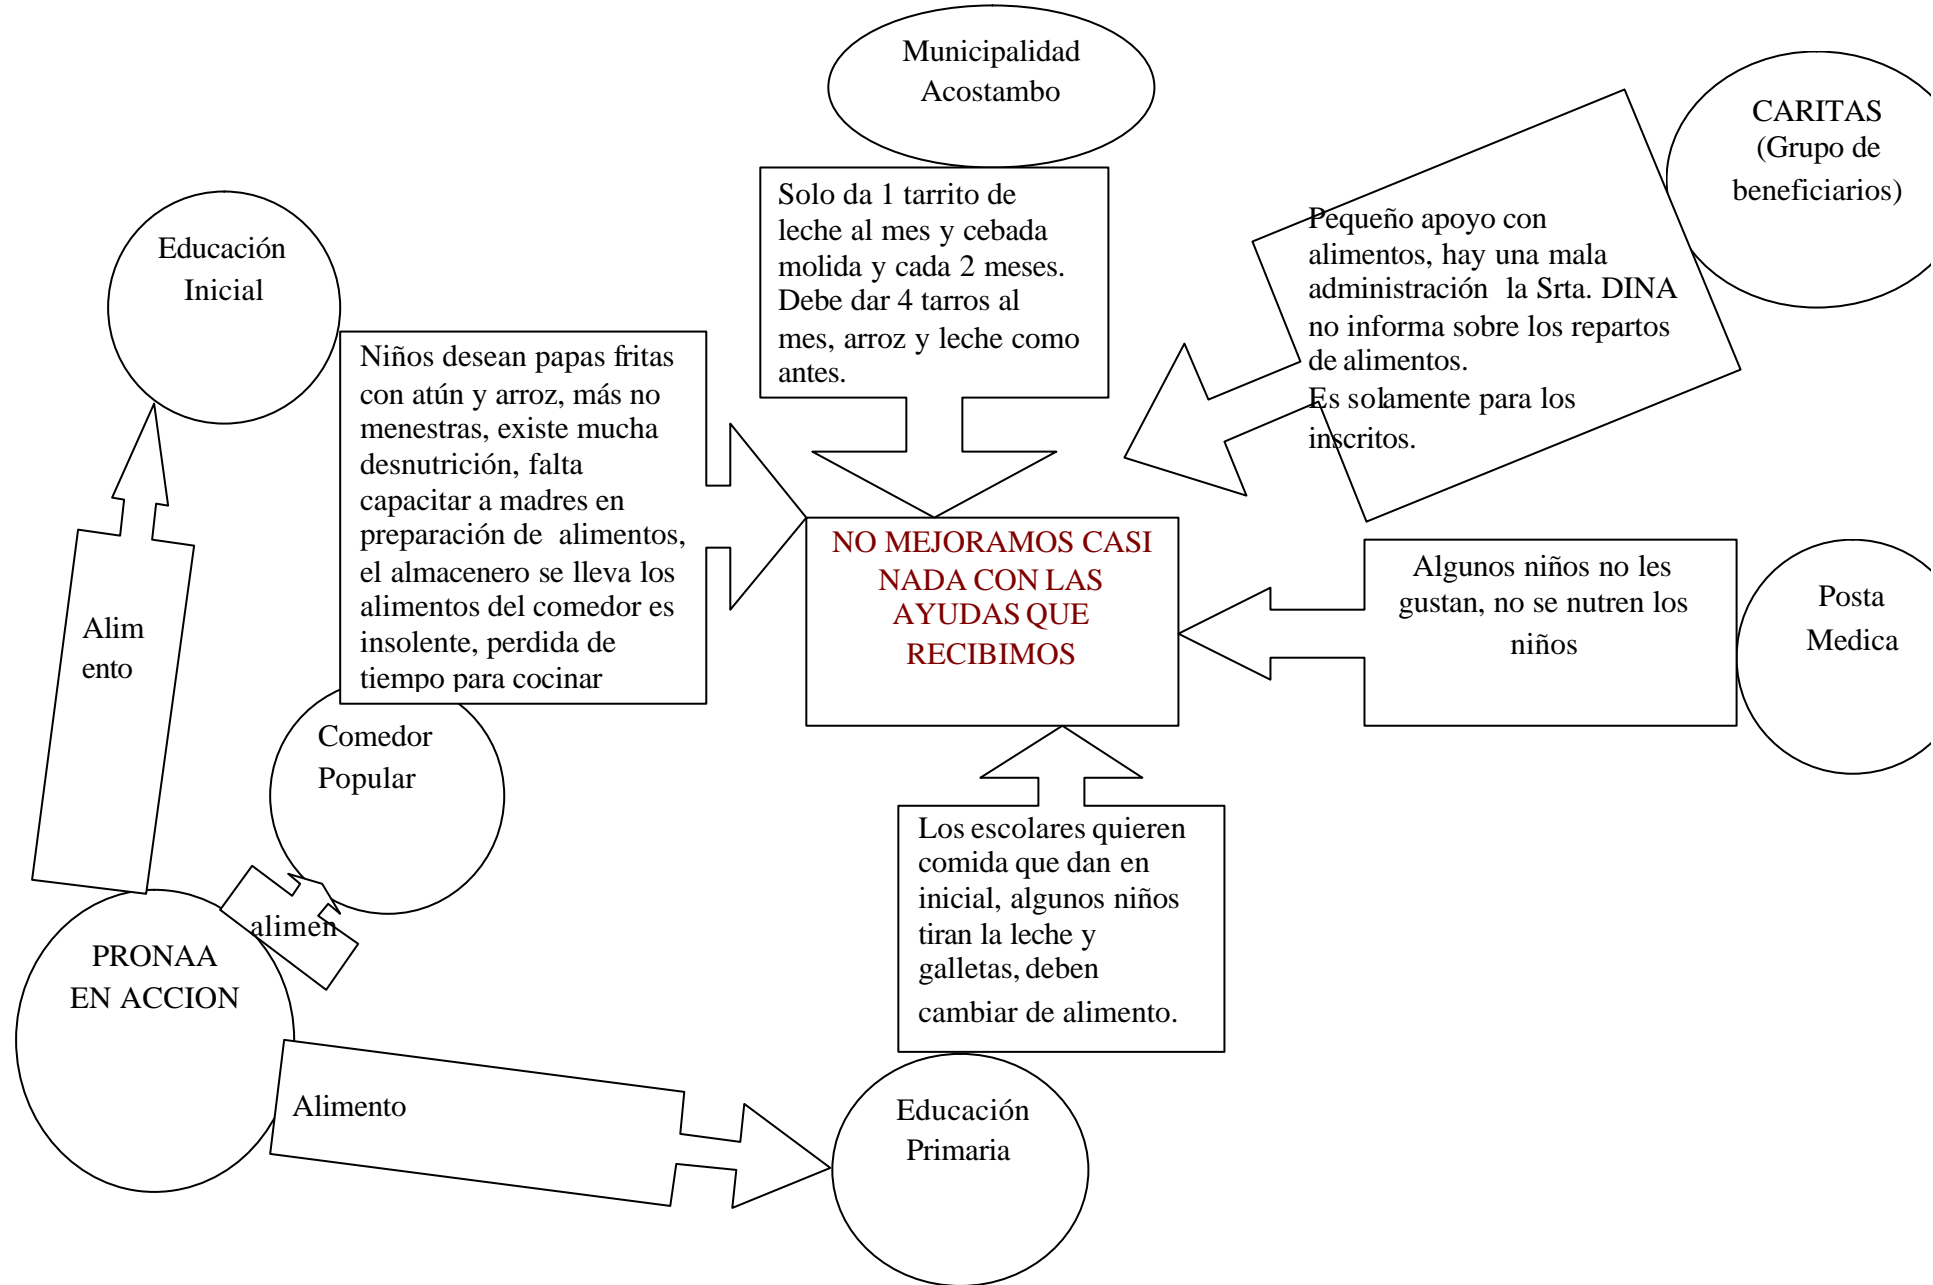 Municipalidad
Acostambo
CARITAS
(Grupo de
beneficiarios)
Solo da 1 tarrito de
leche al mes y cebada
molida y cada 2 meses.
Debe dar 4 tarros al
mes, arroz y leche como
antes.
Pequeño apoyo con
alimentos, hay una mala
administración la Srta. DINA
no informa sobre los repartos
de alimentos.
Es solamente para los
inscritos.
Educación
Inicial
Niños desean papas fritas
con atún y arroz, más no
menestras, existe mucha
desnutrición, falta
capacitar a madres en
preparación de alimentos,
el almacenero se lleva los
alimentos del comedor es
insolente, perdida de
tiempo para cocinar
NO MEJORAMOS CASI
NADA CON LAS
AYUDAS QUE
RECIBIMOS
Algunos niños no les
gustan, no se nutren los
niños
Posta
Medica
Alim
ento
Comedor
Popular
alimen
PRONAA
EN ACCION
Alimento
Los escolares quieren
comida que dan en
inicial, algunos niños
tiran la leche y
galletas, deben
cambiar de alimento.
Educación
Primaria